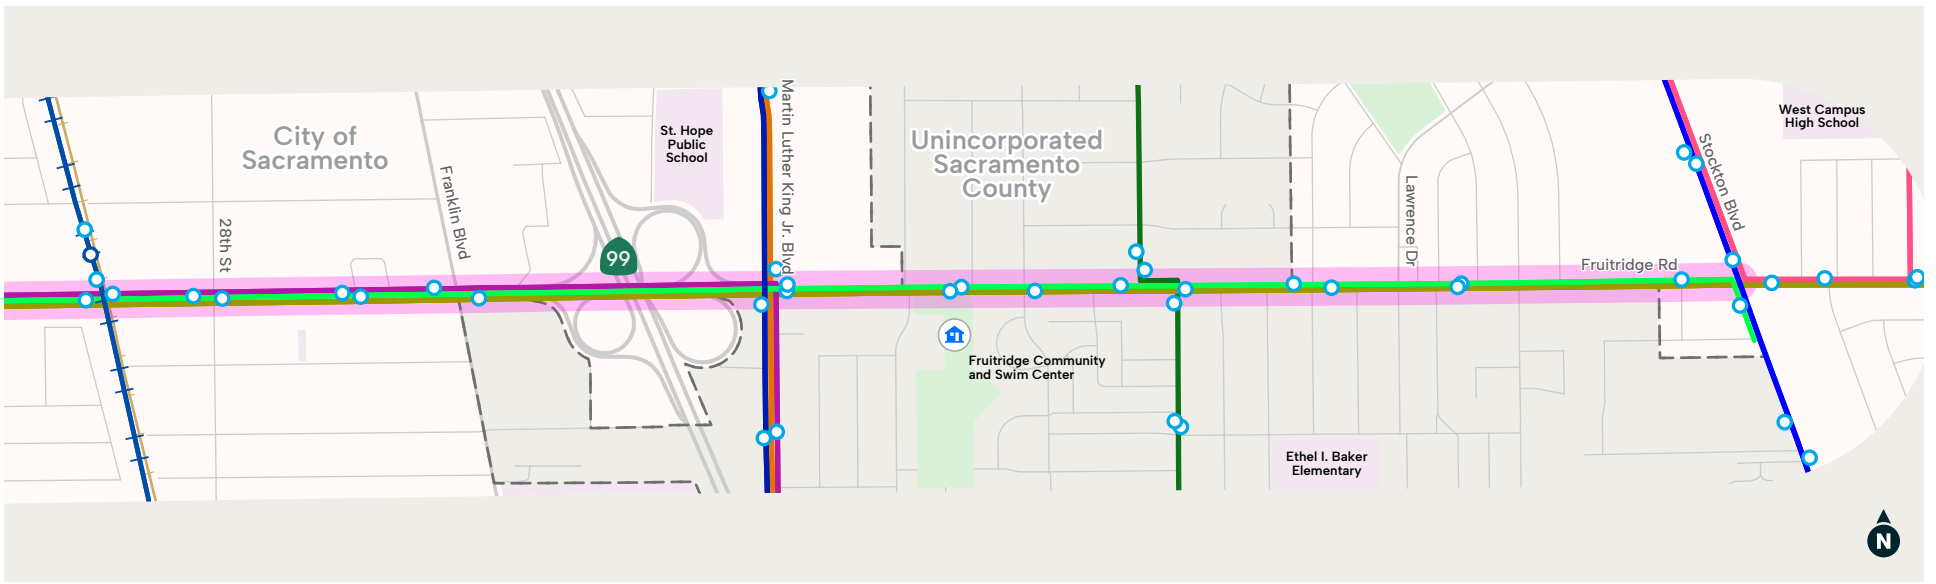 City of
Sacramento
28th St
Franklin Blvd
99
St. Hope
Public
School
Martin Luther King Jr. Blvd
Unincorporated
Sacramento
County
Fruitridge Community
and Swim Center
Lawrence Dr
Ethel I. Baker
Elementary
Fruitridge Rd
Stockton Blvd
West Campus
High School
N